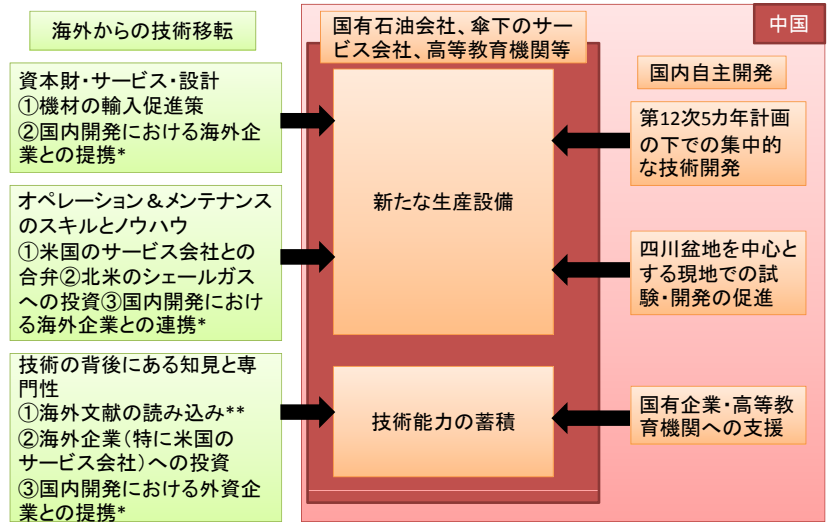 海外からの技術移転
資本財・サービス・設計
①機材の輸入促進策
②国内開発における海外企
業との提携*
オペレーション＆メンテナンス
のスキルとノウハウ
①米国のサービス会社との
合弁②北米のシェールガス
への投資③国内開発におけ
る海外企業との連携*
技術の背後にある知見と専
門性
①海外文献の読み込み**
②海外企業（特に米国の
サービス会社）への投資
③国内開発における外資企
業との提携*
国有石油会社、傘下のサー
ビス会社、高等教育機関等
新たな生産設備
技術能力の蓄積
中国
国内自主開発
第12次5カ年計画
の下での集中的
な技術開発
四川盆地を中心と
する現地での試
験・開発の促進
国有企業・高等教
育機関への支援